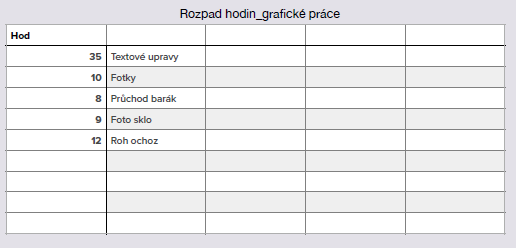 Rozpad hodin_grafické práce
Hod
35 Textové upravy
10 Fotky
8 Průchod barák
9 Foto sklo
12 Roh ochoz